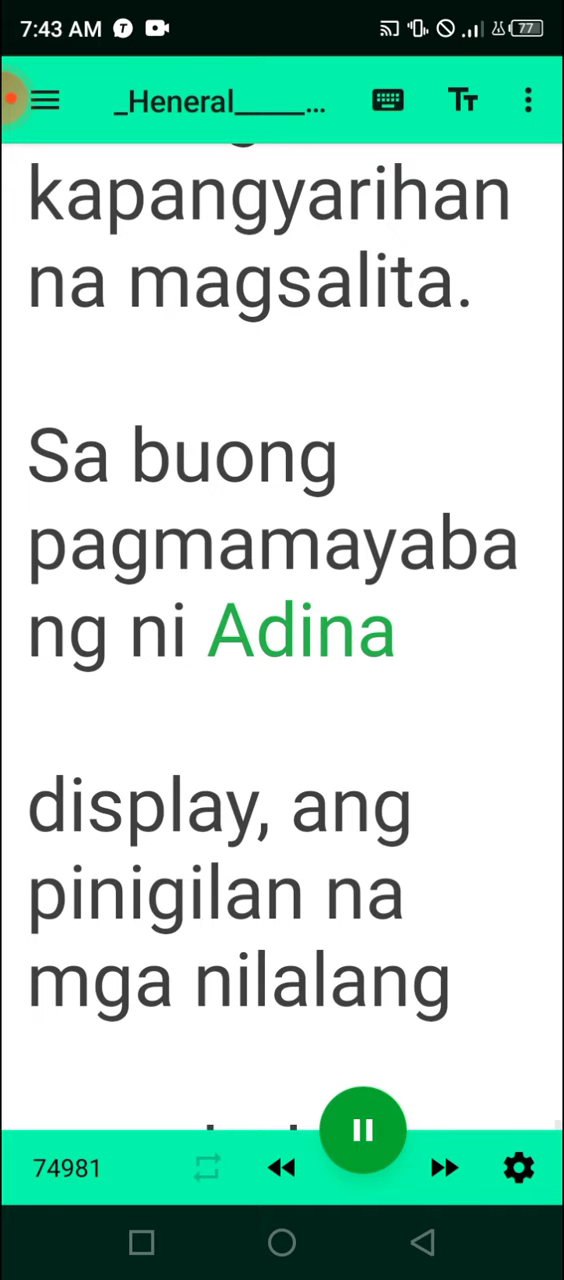 7:43 AM
77
_Heneral_____...
kapangyarihan
na magsalita.
Sa buong
pagmamayaba
ng ni Adina
display, ang
pinigilan na
mga nilalang
74981